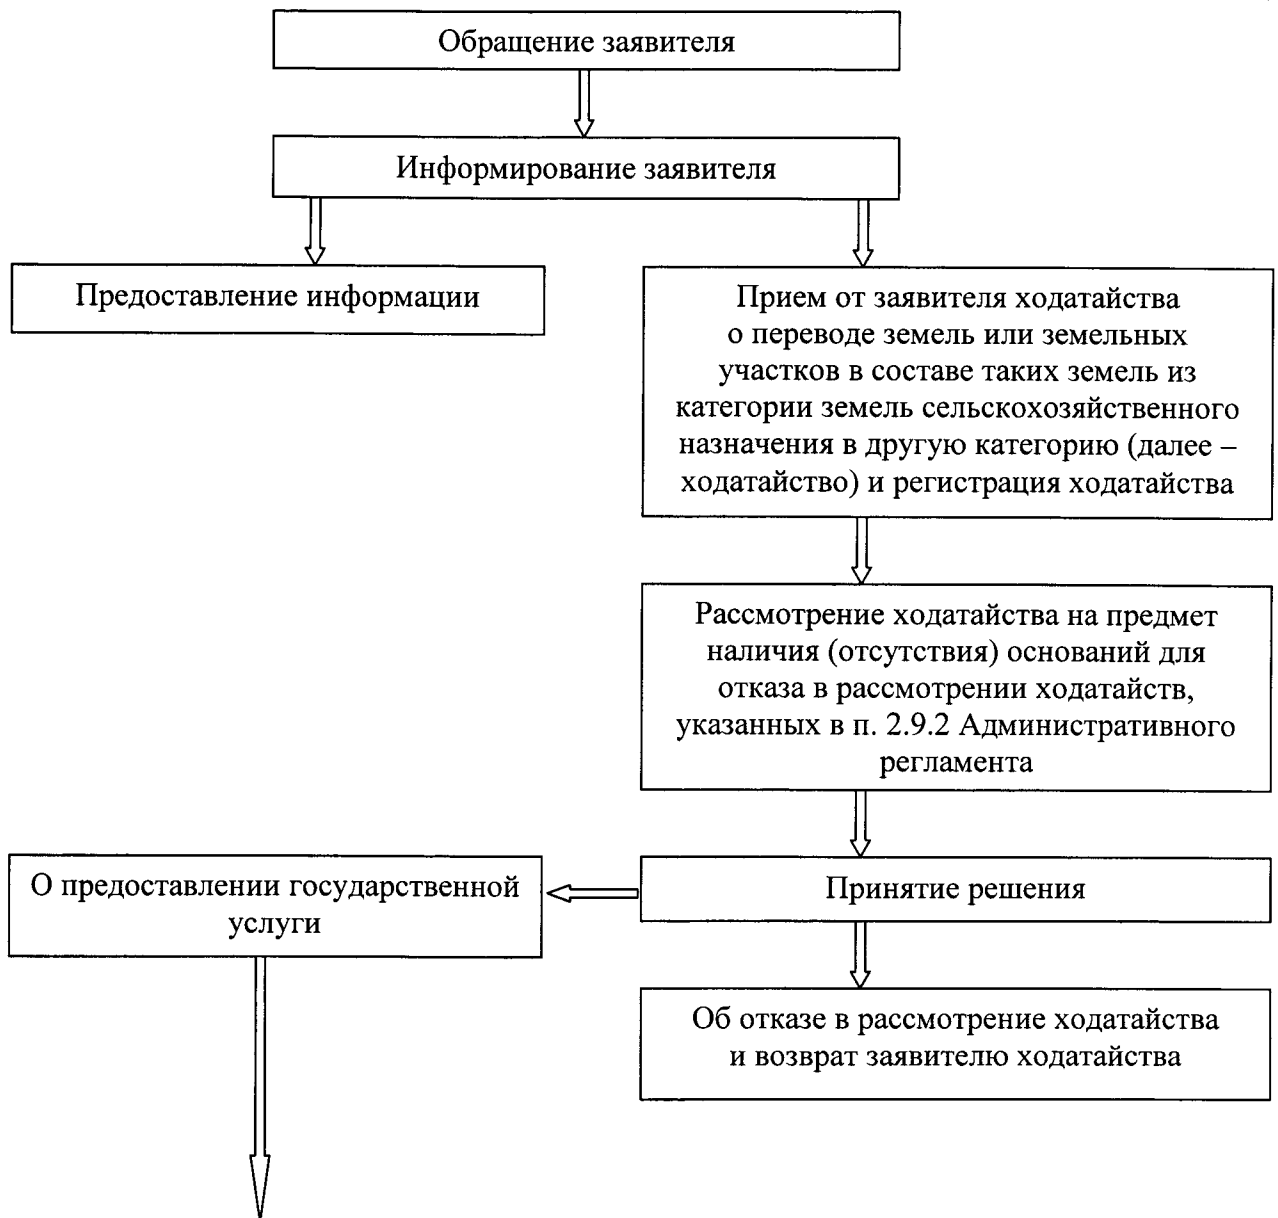 Обращение заявителя
Информирование заявителя
Предоставление информации
Прием от заявителя ходатайства
о переводе земель или земельных
участков в составе таких земель из
категории земель сельскохозяйственного
назначения в другую категорию (далее –
ходатайство) и регистрация ходатайства
Рассмотрение ходатайства на предмет
наличия (отсутствия) оснований для
отказа в рассмотрении ходатайств,
указанных в п. 2.9.2 Административного
регламента
О предоставлении государственной
услуги
Принятие решения
Об отказе в рассмотрение ходатайства
и возврат заявителю ходатайства